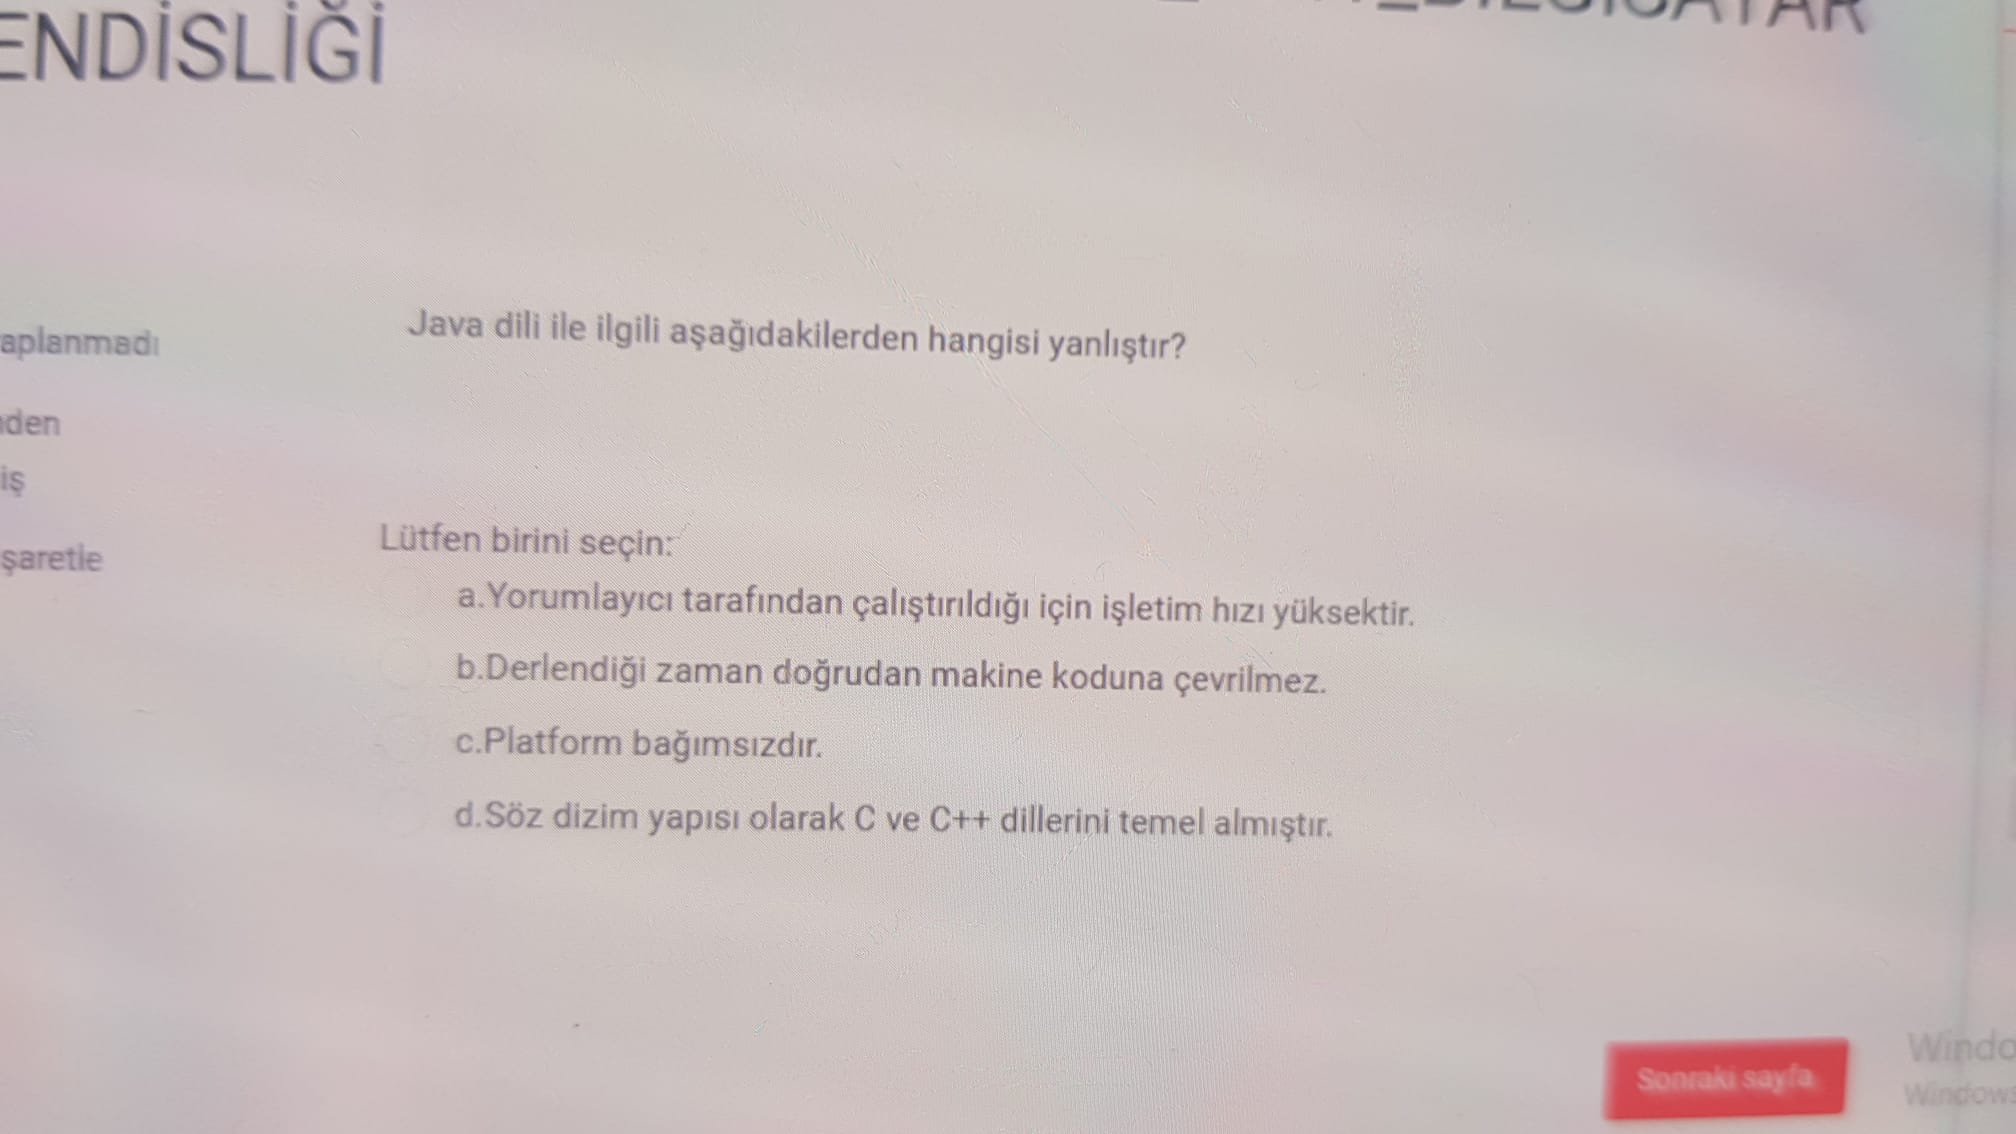 ENDİSLİĞİ
aplanmadı
Java dili ile ilgili aşağıdakilerden hangisi yanlıştır?
den
iş
Lütfen birini seçin:
şaretle
a.Yorumlayıcı tarafından çalıştırıldığı için işletim hızı yüksektir.
b.Derlendiği zaman doğrudan makine koduna çevrilmez.
c.Platform bağımsızdır.
d.Söz dizim yapısı olarak C ve C++ dillerini temel almıştır.
Sonraki sayfa
Windo
Windows